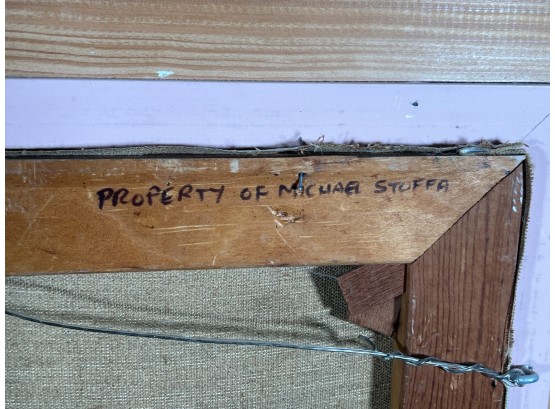 PROPERTY OF MICHAEL STOFFA